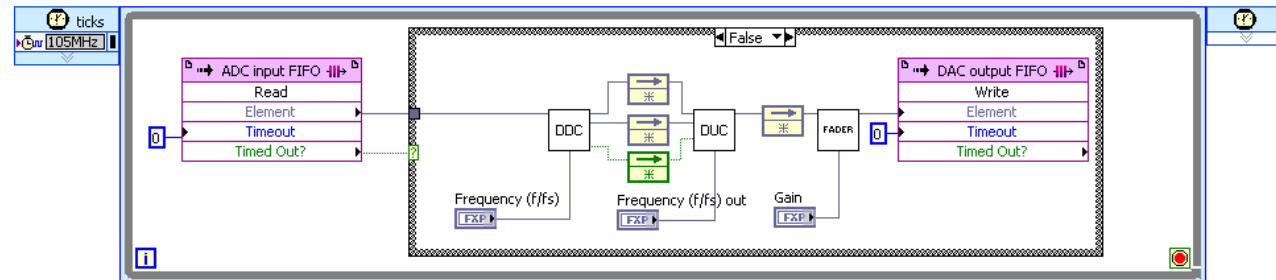 ticks
105MHz
False
ADC input FIFO
Read
Element
Timeout
Timed Out?
0
DDC
DUC
FADER
0
DAC output FIFO
Write
Element
Timeout
Timed Out?
Frequency (f/fs)
FXP
Frequency (f/fs) out
FXP
Gain
FXP
?
i